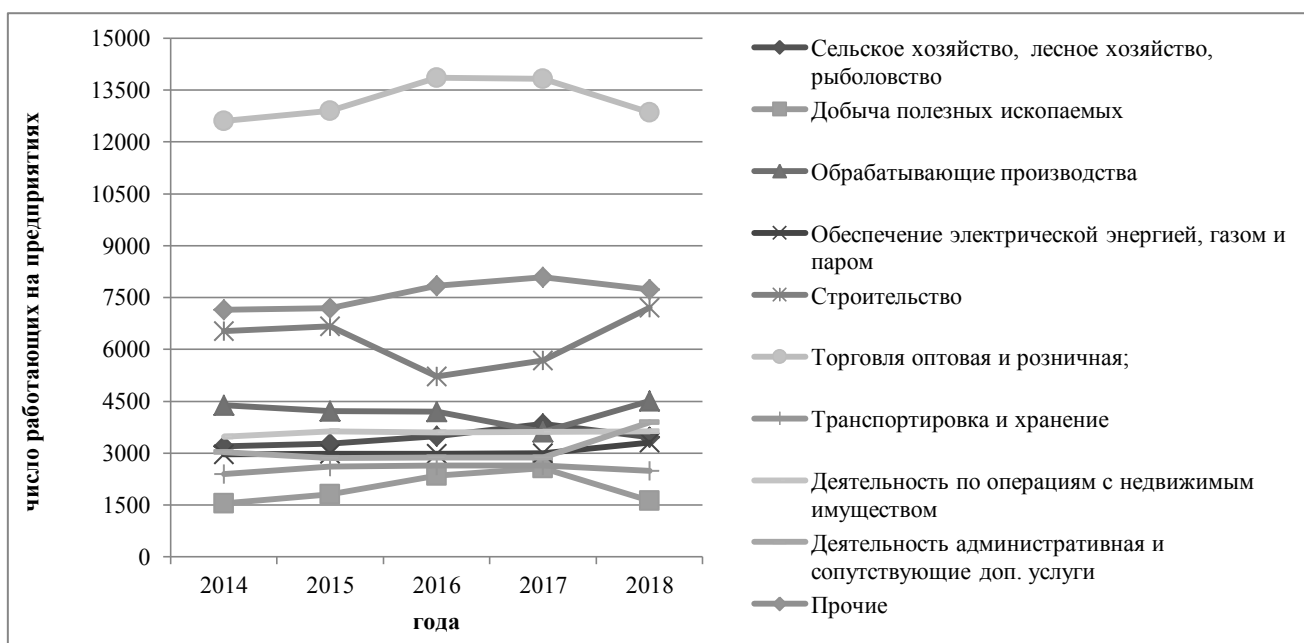 15000
13500
12000
10500
9000
7500
6000
4500
3000
1500
0
число работающих на предприятиях
2014 2015 2016 2017 2018
года
Сельское хозяйство, лесное хозяйство,
рыболовство
Добыча полезных ископаемых
Обрабатывающие производства
Обеспечение электрической энергией, газом и
паром
Строительство
Торговля оптовая и розничная;
Транспортировка и хранение
Деятельность по операциям с недвижимым
имуществом
Деятельность административная и
сопутствующие доп. услуги
Прочие